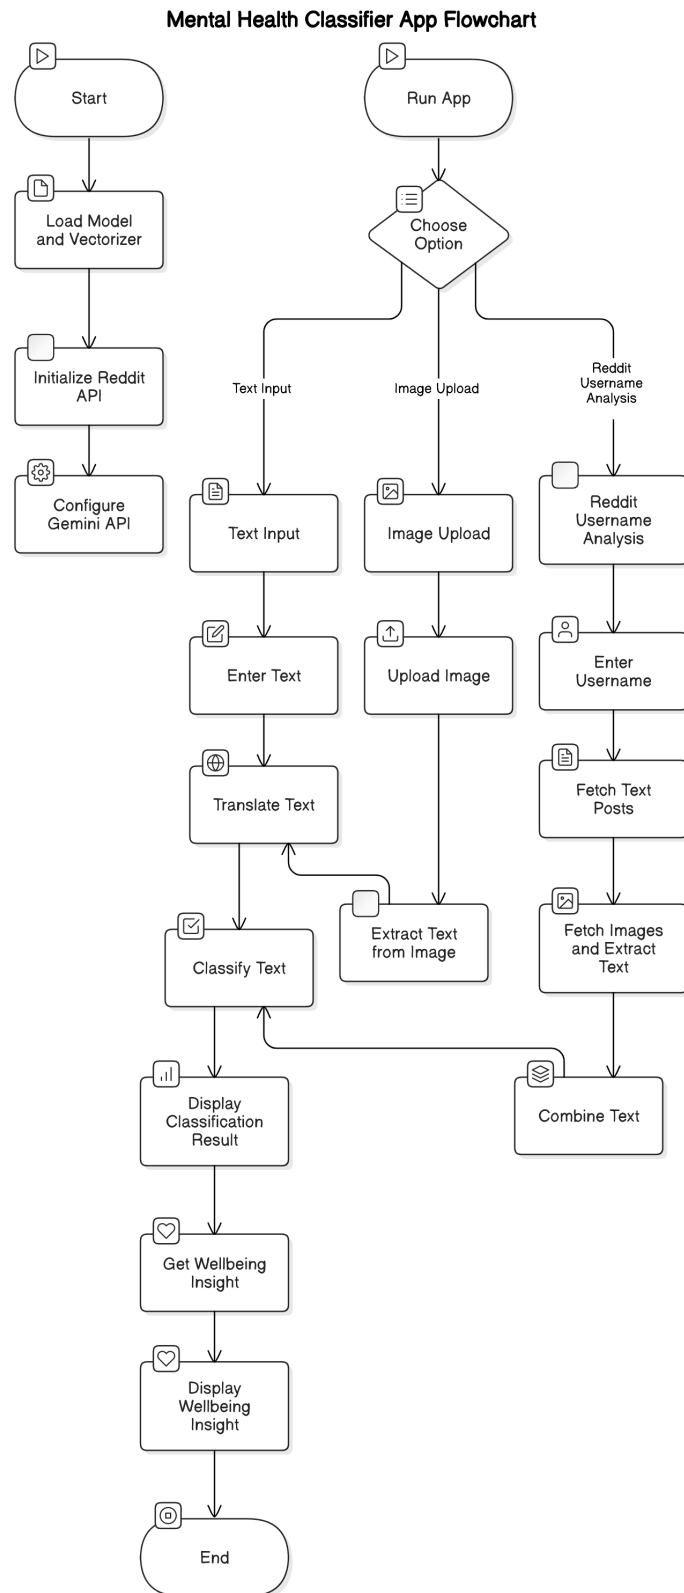 Mental Health Classifier App Flowchart
Start
Run App
Load Model
and Vectorizer
Choose
Option
Initialize Reddit
API
Text Input
Image Upload
Reddit
Username
Analysis
Configure
Gemini API
Text Input
Image Upload
Reddit
Username
Analysis
Enter Text
Upload Image
Enter
Username
Translate Text
Fetch Text
Posts
Classify Text
Extract Text
from Image
Fetch Images
and Extract
Text
Display
Classification
Result
Combine Text
Get Wellbeing
Insight
Display
Wellbeing
Insight
End